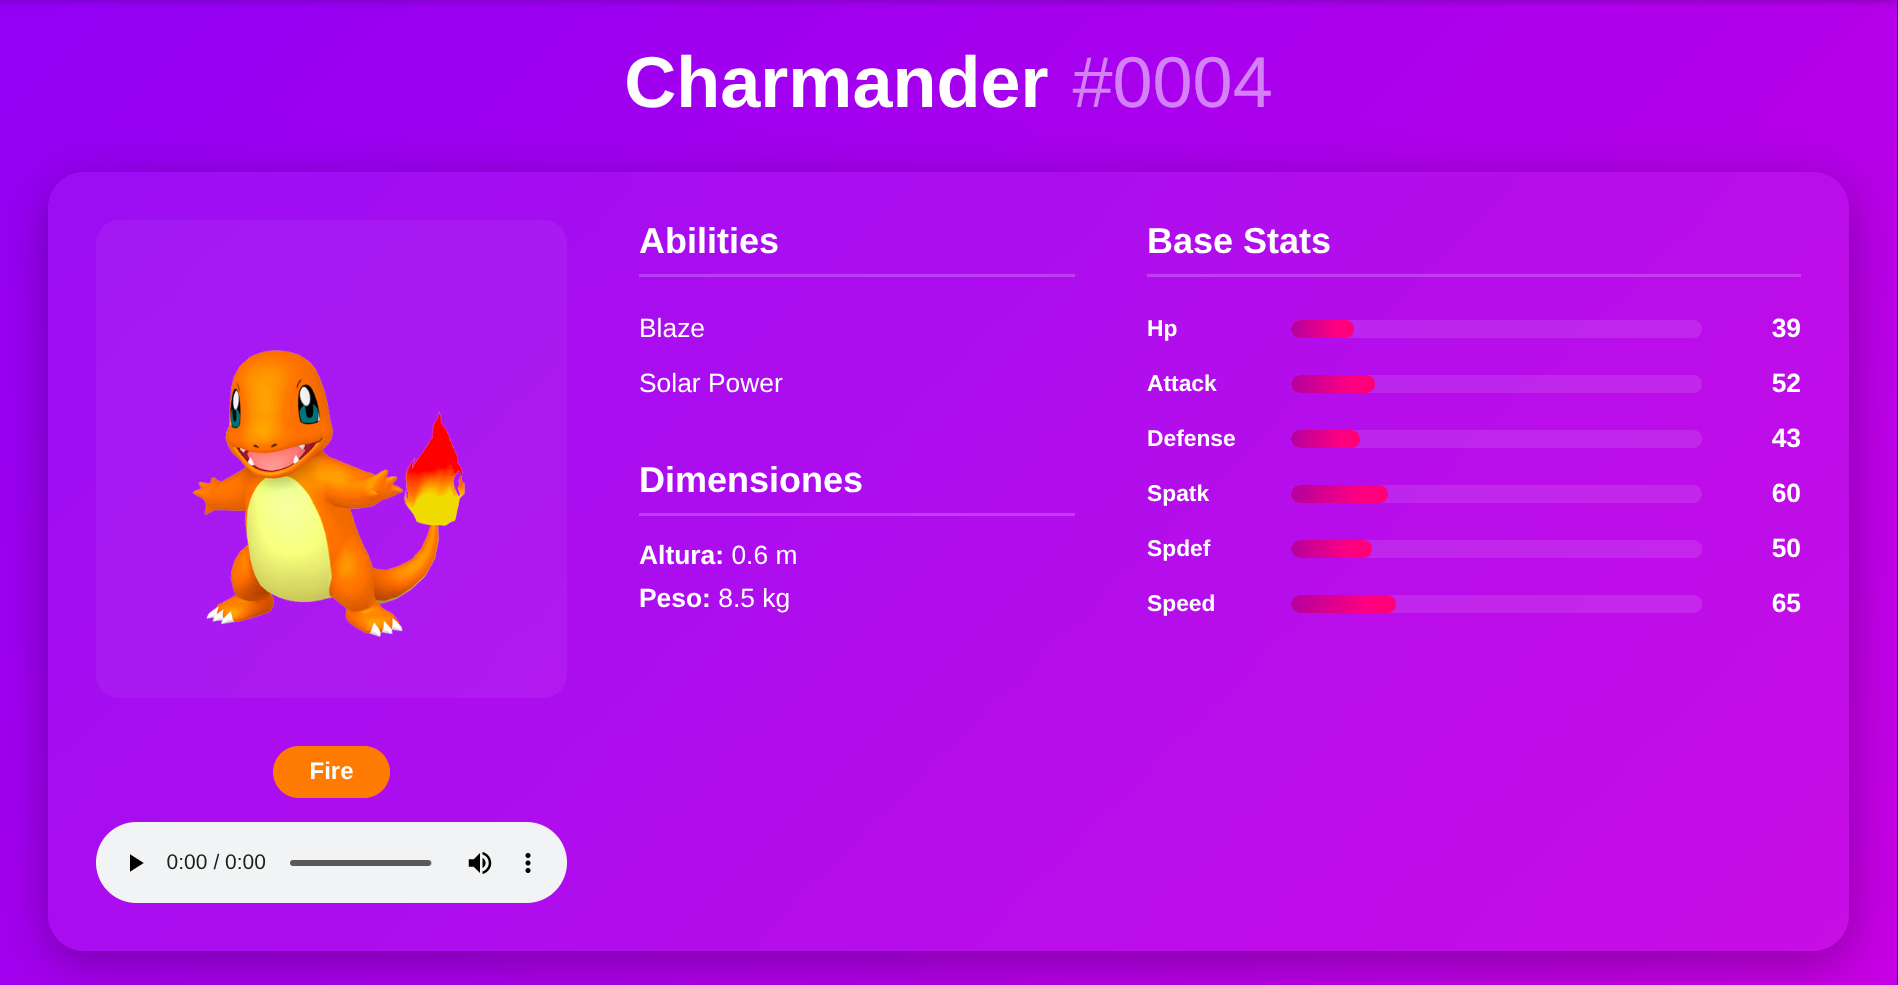 Charmander #0004
Fire
0:00 / 0:00
Abilities
Blaze
Solar Power
Dimensiones
Altura: 0.6 m
Peso: 8.5 kg
Base Stats
Hp 39
Attack 52
Defense 43
Spatk 60
Spdef 50
Speed 65